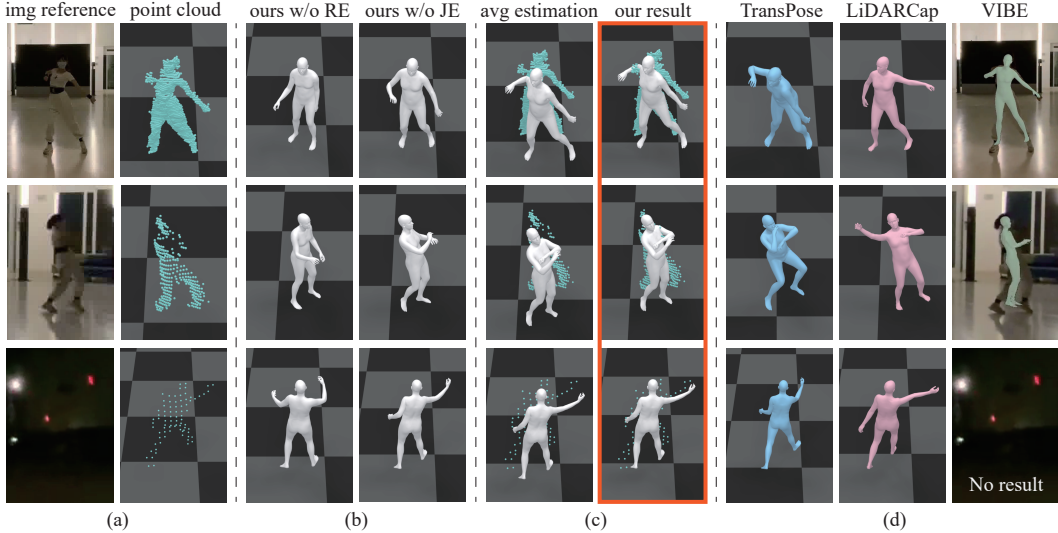 img reference point cloud ours w/o RE ours w/o JE avg estimation our result TransPose LiDARCap VIBE
No result
(a) (b) (c) (d)